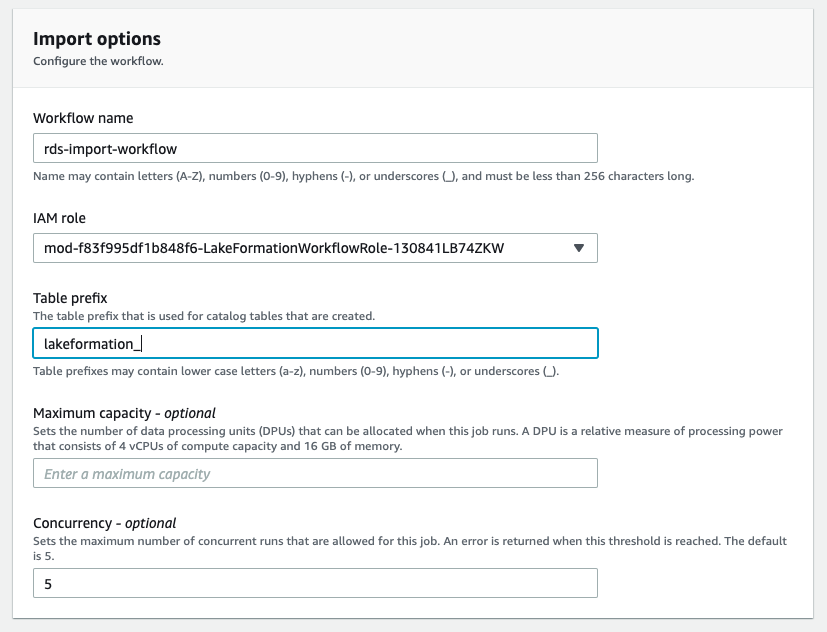 Import options
Configure the workflow.
Workflow name
rds-import-workflow
Name may contain letters (A-Z), numbers (0-9), hyphens (-), or underscores (_), and must be less than 256 characters long.
IAM role
mod-f83f995df1b848f6-LakeFormationWorkflowRole-130841LB74ZKW
Table prefix
The table prefix that is used for catalog tables that are created.
lakeformation_
Table prefixes may contain lower case letters (a-z), numbers (0-9), hyphens (-), or underscores (_).
Maximum capacity - optional
Sets the number of data processing units (DPUs) that can be allocated when this job runs. A DPU is a relative measure of processing power
that consists of 4 vCPUs of compute capacity and 16 GB of memory.
Enter a maximum capacity
Concurrency - optional
Sets the maximum number of concurrent runs that are allowed for this job. An error is returned when this threshold is reached. The default
is 5.
5